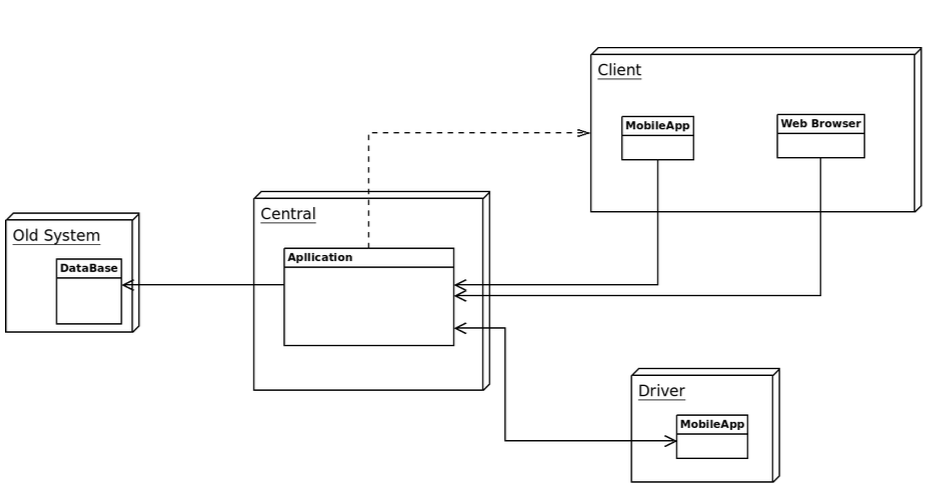 Client
MobileApp
Web Browser
Central
Apllication
Old System
DataBase
Driver
MobileApp